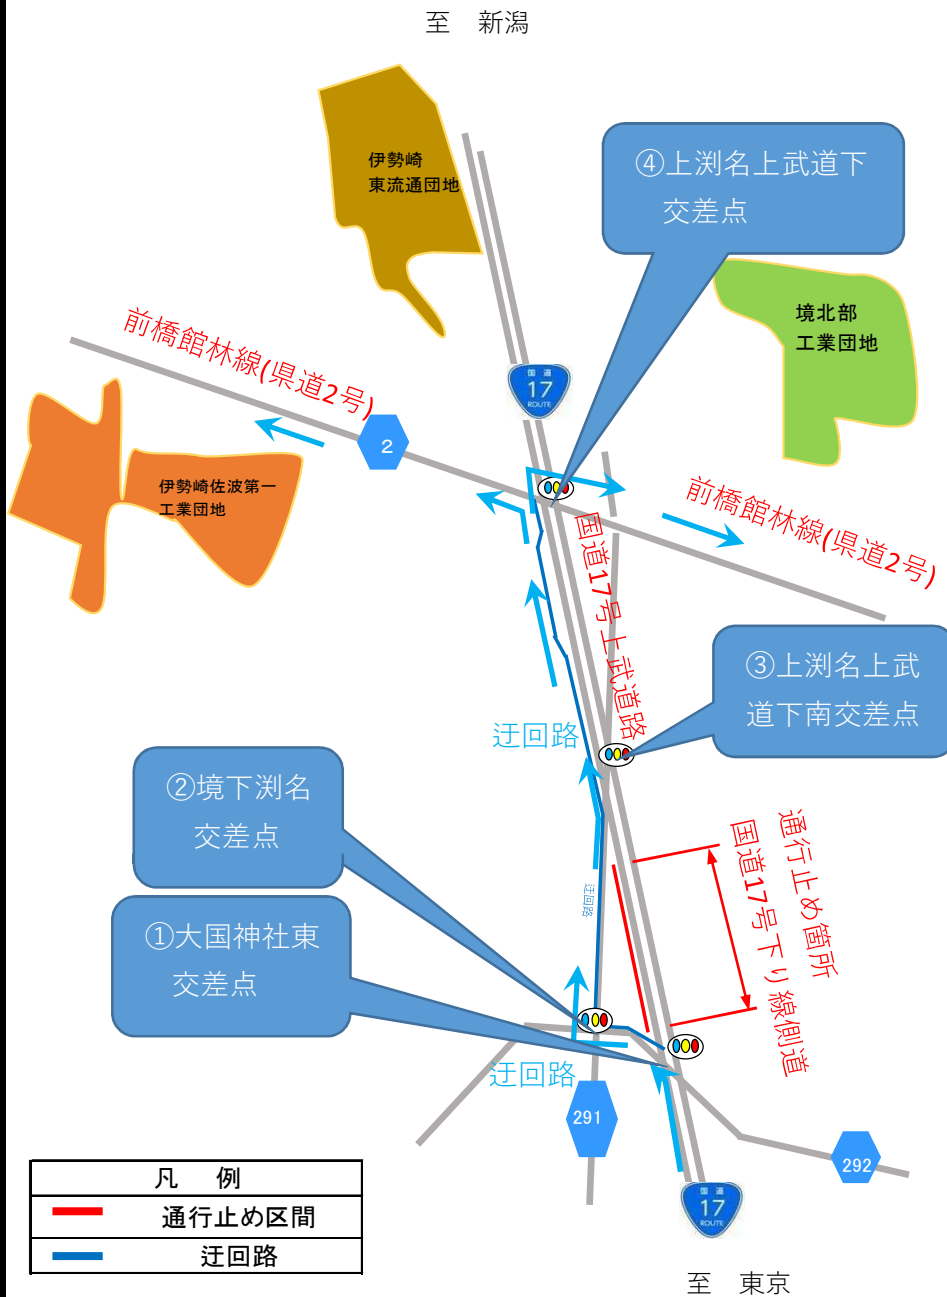 至　新潟
伊勢崎
東流通団地
④上渕名上武道下
交差点
境北部
工業団地
前橋館林線(県道2号)
国道
17
ROUTE
2
伊勢崎佐波第一
工業団地
前橋館林線(県道2号)
国道17号上武道路
③上渕名上武
道下南交差点
迂回路
②境下渕名
交差点
通行止め箇所
国道17号下り線側道
迂回路
①大国神社東
交差点
迂回路
291
292
国道
17
ROUTE
凡　例
通行止め区間
迂回路
至　東京